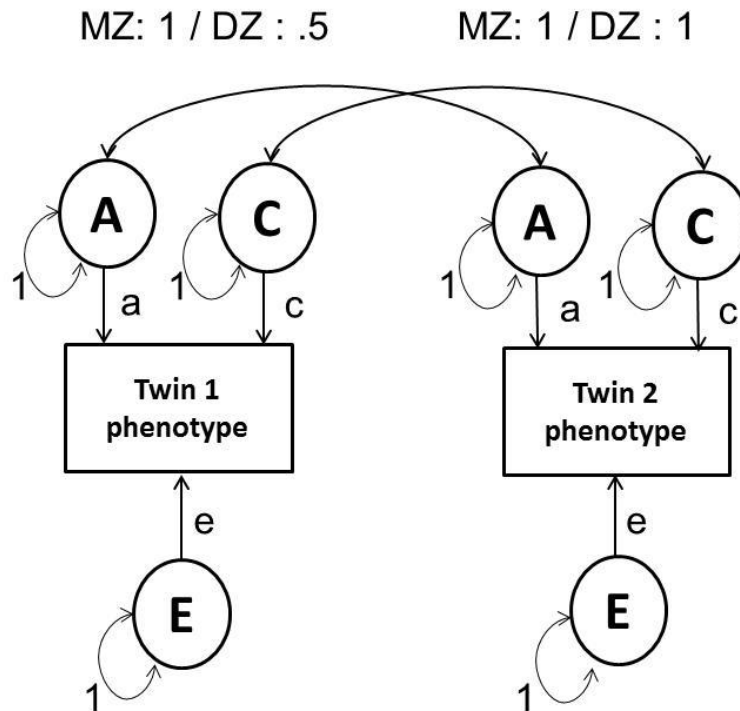 MZ: 1 / DZ : .5 MZ: 1 / DZ : 1
A C A C
1 1 1 1
a c a c
Twin 1
phenotype
Twin 2
phenotype
e e
E E
1 1